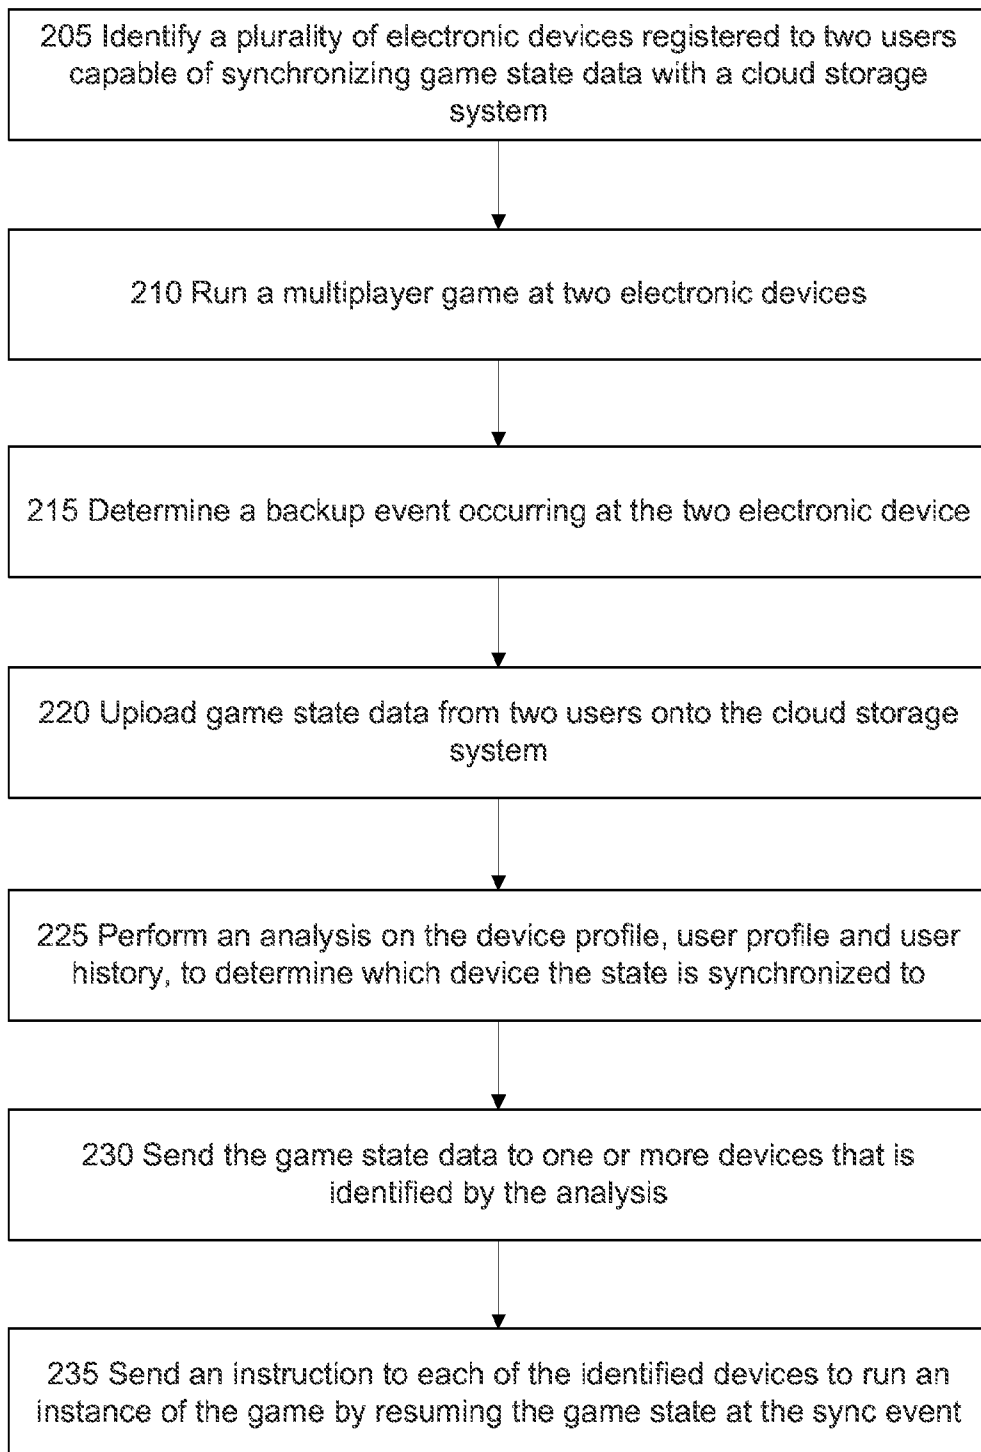 205 Identify a plurality of electronic devices registered to two users
capable of synchronizing game state data with a cloud storage
system
210 Run a multiplayer game at two electronic devices
215 Determine a backup event occurring at the two electronic device
220 Upload game state data from two users onto the cloud storage
system
225 Perform an analysis on the device profile, user profile and user
history, to determine which device the state is synchronized to
230 Send the game state data to one or more devices that is
identified by the analysis
235 Send an instruction to each of the identified devices to run an
instance of the game by resuming the game state at the sync event